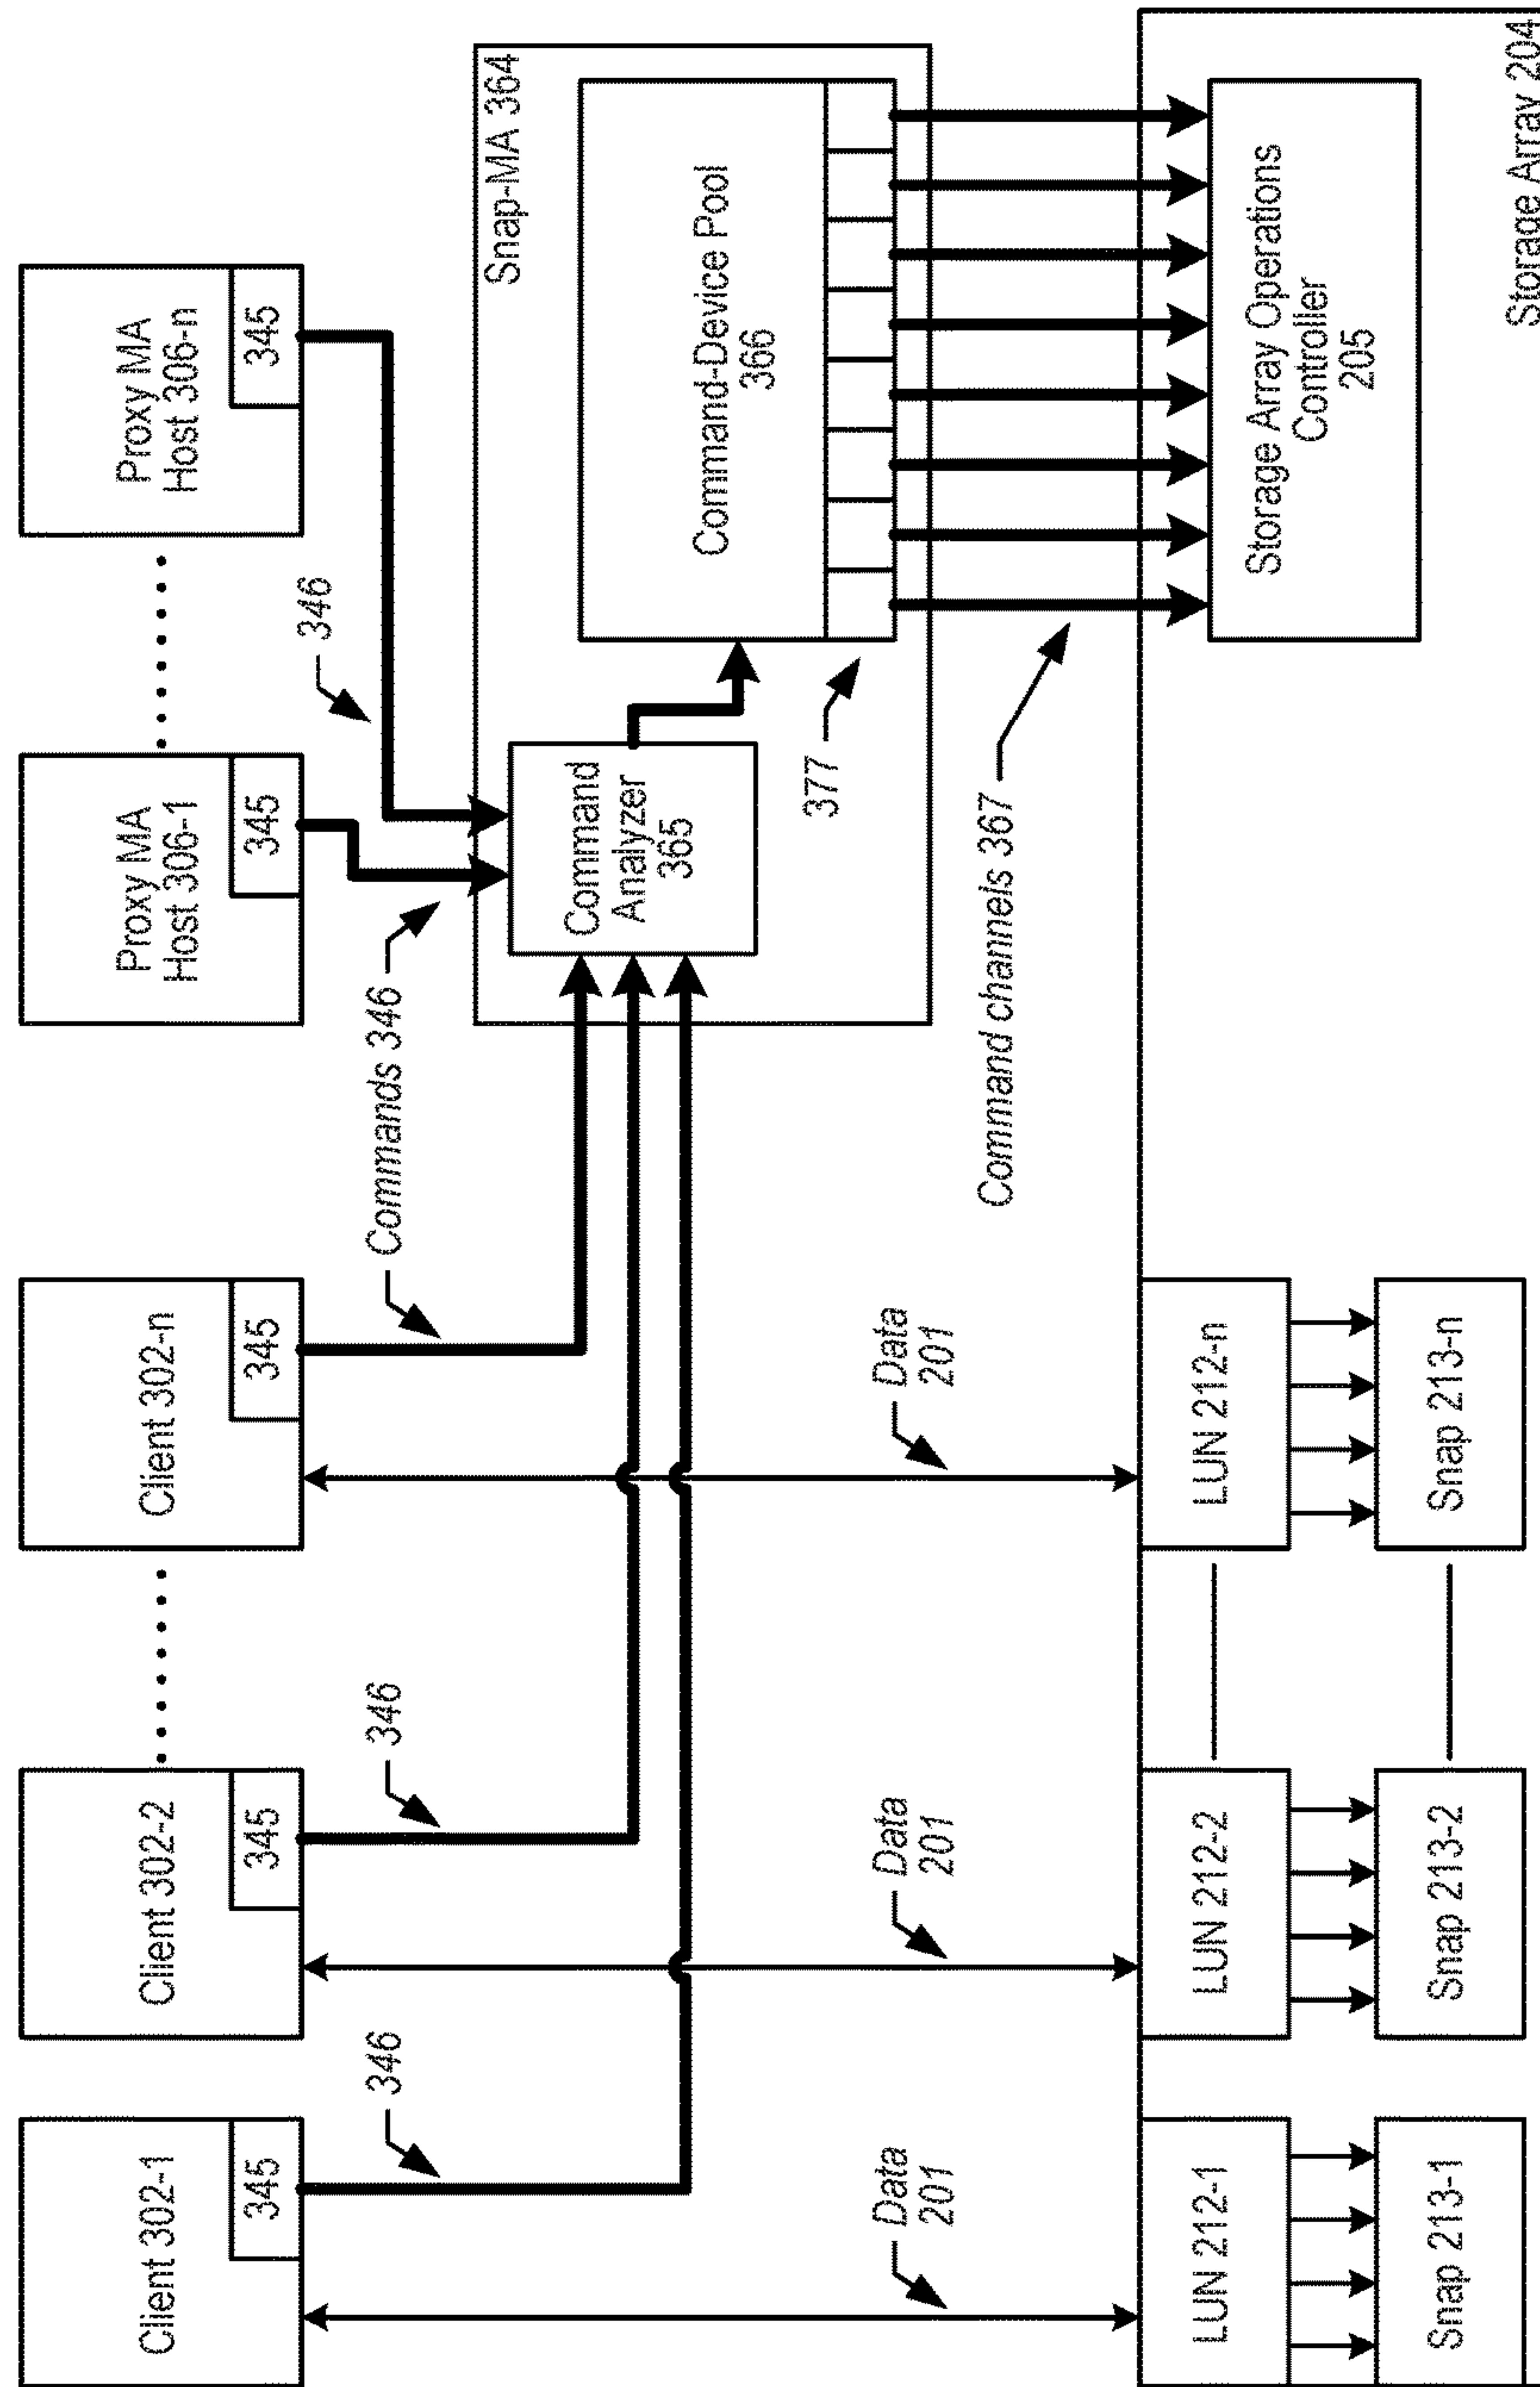 Client 302-1
345
Client 302-2
345
Client 302-n
345
Proxy MA
Host 306-1
345
Proxy MA
Host 306-n
345
346
346
Commands 346
346
Snap-MA 364
Command
Analyzer
365
Command-Device Pool
366
377
Data
201
Data
201
Data
201
Command channels 367
LUN 212-1
LUN 212-2
LUN 212-n
Storage Array Operations
Controller
205
Snap 213-1
Snap 213-2
Snap 213-n
Storage Array 204